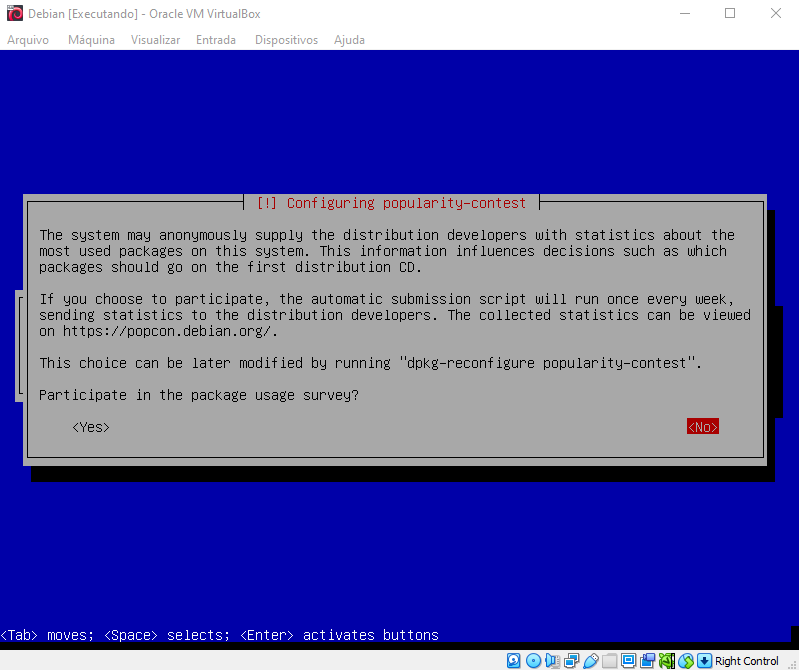 Debian [Executando] - Oracle VM VirtualBox
Arquivo Máquina Visualizar Entrada Dispositivos Ajuda
[!] Configuring popularity-contest
The system may anonymously supply the distribution developers with statistics about the
most used packages on this system. This information influences decisions such as which
packages should go on the first distribution CD.
If you choose to participate, the automatic submission script will run once every week,
sending statistics to the distribution developers. The collected statistics can be viewed
on https://popcon.debian.org/.
This choice can be later modified by running "dpkg-reconfigure popularity-contest".
Participate in the package usage survey?
<Yes> <No>
<Tab> moves; <Space> selects; <Enter> activates buttons
Right Control